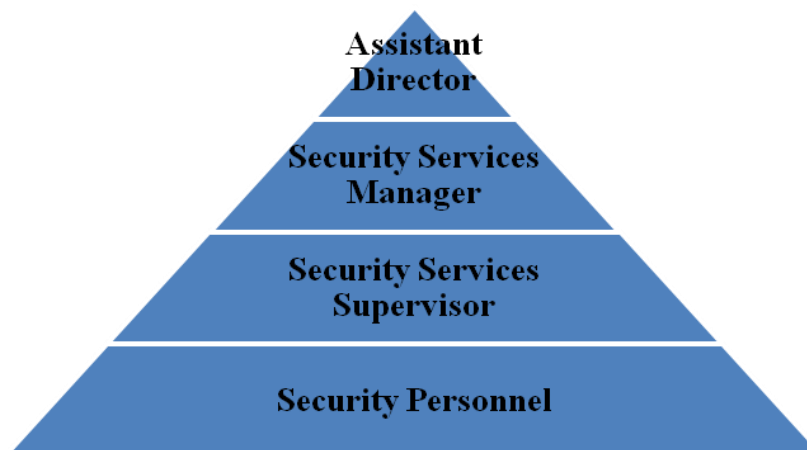 Assistant
Director
Security Services
Manager
Security Services
Supervisor
Security Personnel